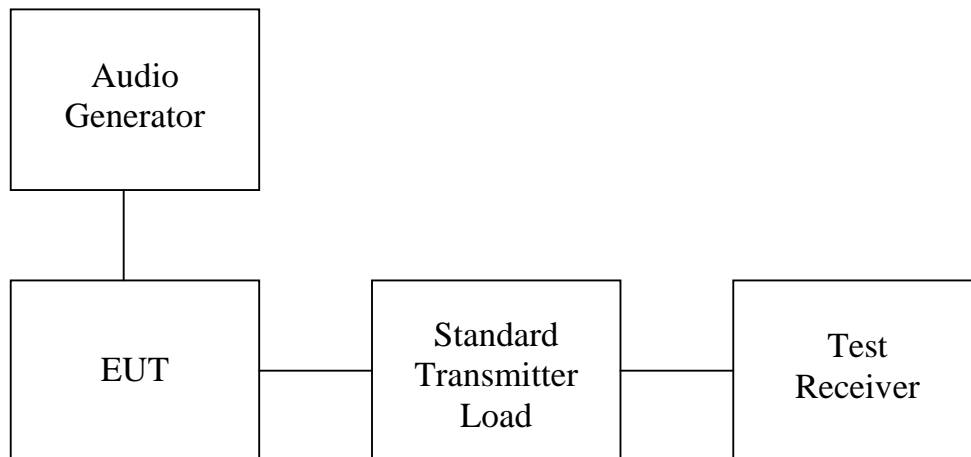 Audio
Generator
EUT
Standard
Transmitter
Load
Test
Receiver